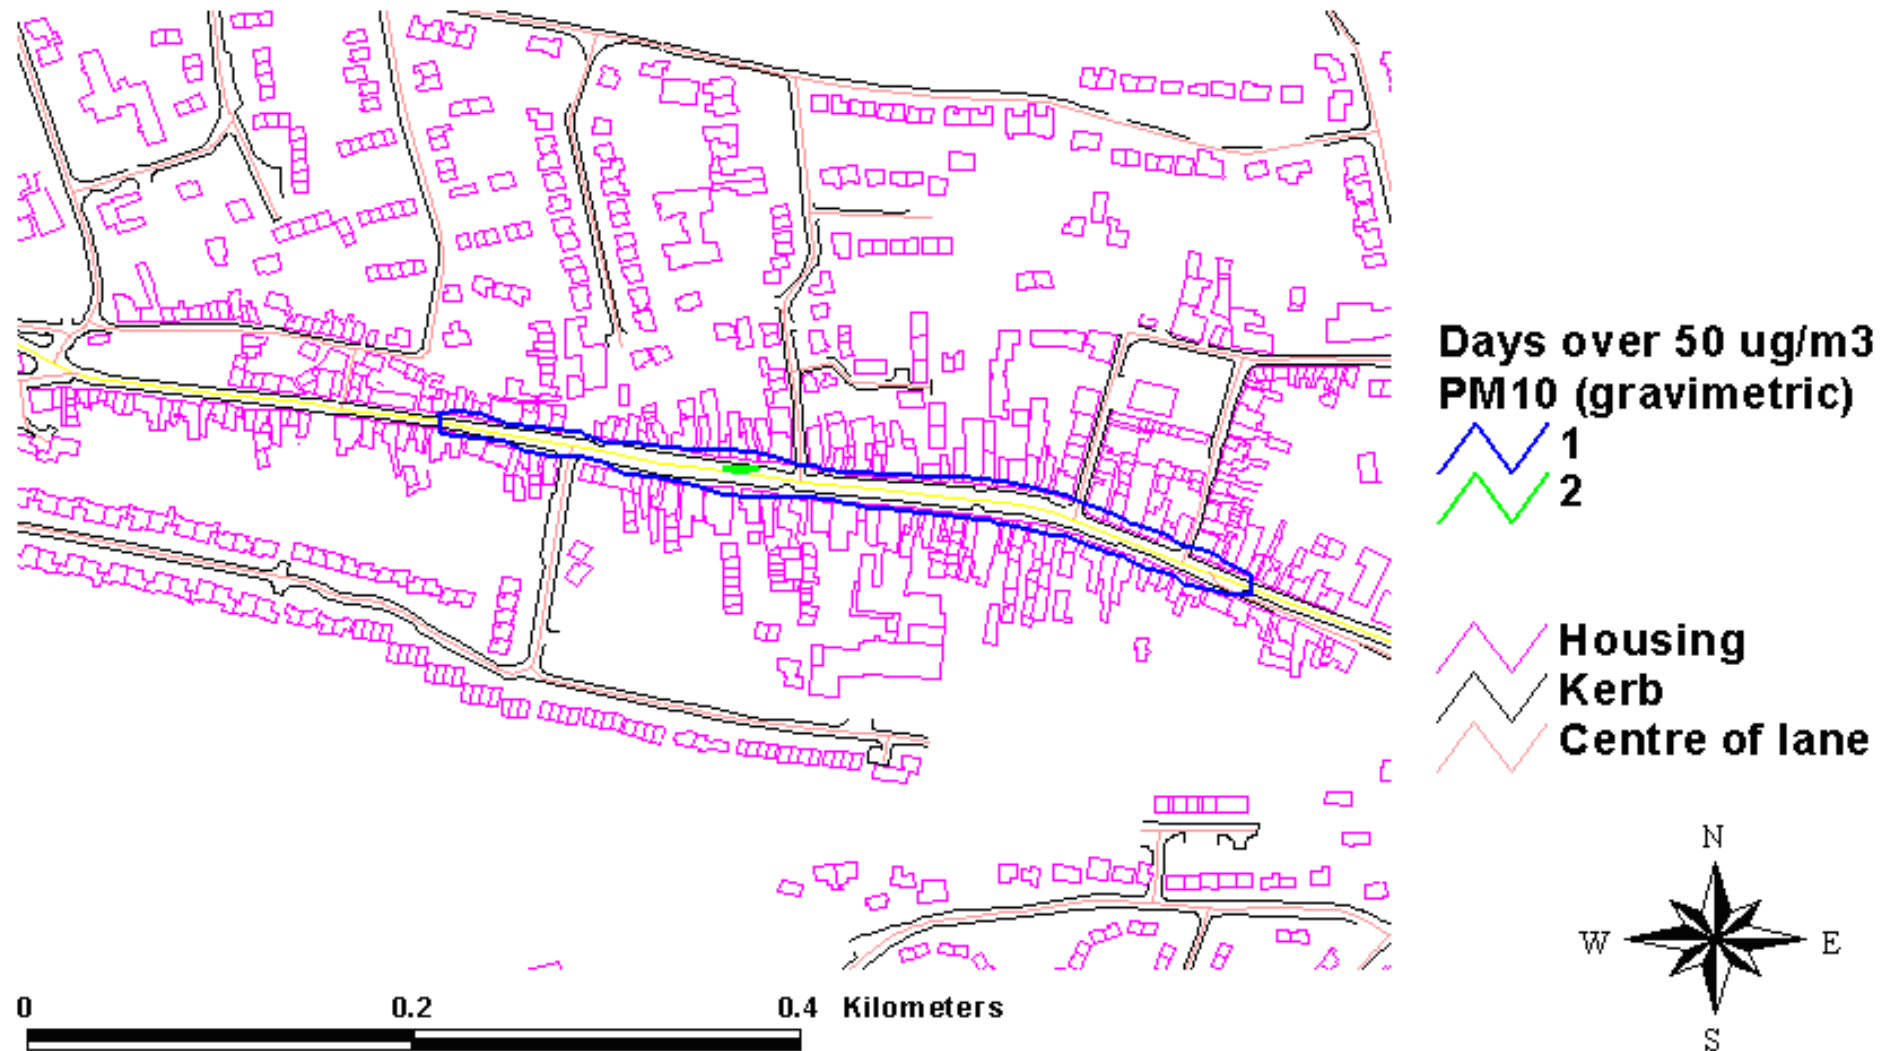 Days over 50 ug/m3
PM10 (gravimetric)
1
2
Housing
Kerb
Centre of lane
N
W E
S
0 0.2 0.4 Kilometers